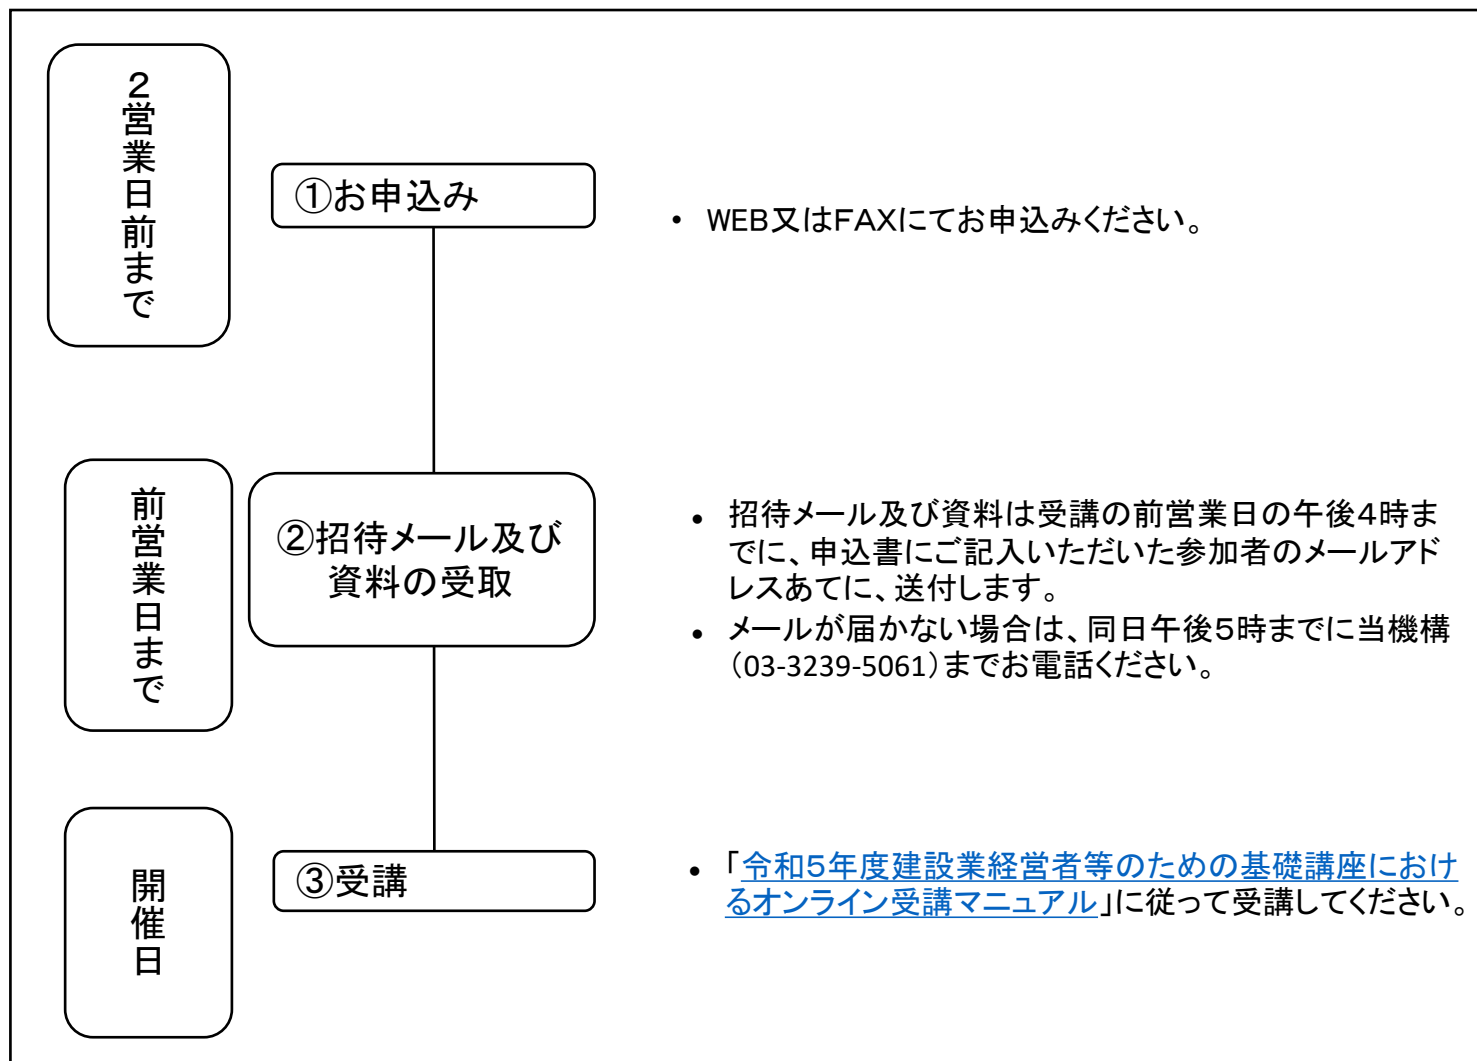 ２営業日前まで
①お申込み
• WEB又はFAXにてお申込みください。
前営業日まで
②招待メール及び
資料の受取
• 招待メール及び資料は受講の前営業日の午後４時ま
でに、申込書にご記入いただいた参加者のメールアド
レスあてに、送付します。
• メールが届かない場合は、同日午後５時までに当機構
（03-3239-5061）までお電話ください。
開催日
③受講
• 「令和５年度建設業経営者等のための基礎講座におけ
るオンライン受講マニュアル」に従って受講してください。